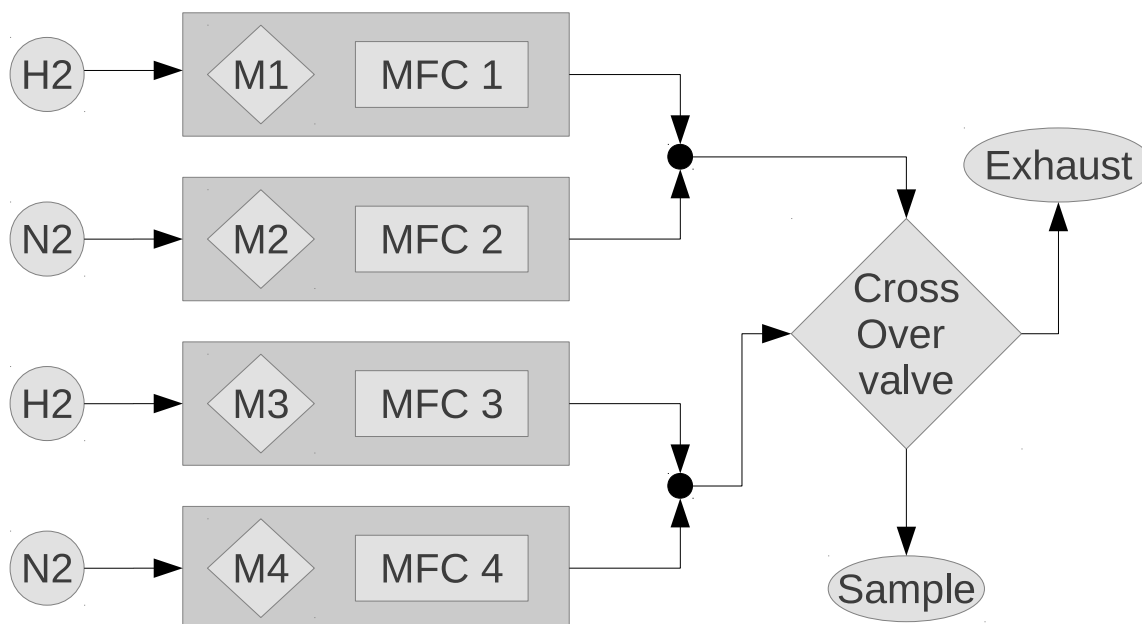 H2
M1
MFC 1
N2
M2
MFC 2
Exhaust
Cross
Over
valve
H2
M3
MFC 3
N2
M4
MFC 4
Sample